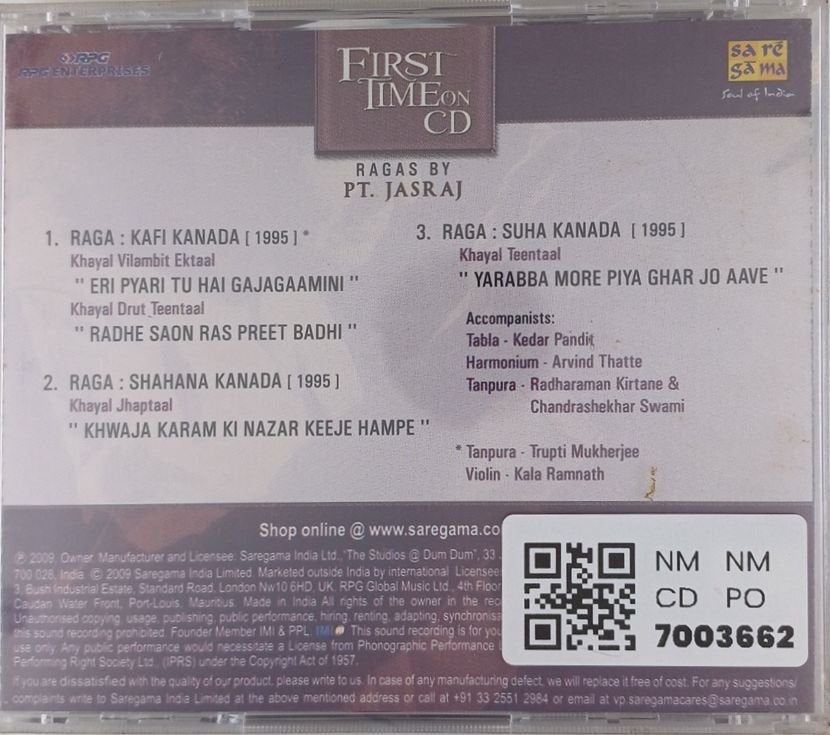 RPG
RPG ENTERPRISES
FIRST
TIME ON
CD
sa rē
gā ma
Soul of India
RAGAS BY
PT. JASRAJ
1. RAGA : KAFI KANADA [ 1995 ] *
Khayal Vilambit Ektaal
" ERI PYARI TU HAI GAJAGAAMINI "
Khayal Drut Teentaal
" RADHE SAON RAS PREET BADHI "
2. RAGA : SHAHANA KANADA [ 1995 ]
Khayal Jhaptaal
" KHWAJA KARAM KI NAZAR KEEJE HAMPE "
3. RAGA : SUHA KANADA [ 1995 ]
Khayal Teentaal
" YARABBA MORE PIYA GHAR JO AAVE "
Accompanists:
Tabla - Kedar Pandit
Harmonium - Arvind Thatte
Tanpura - Radharaman Kirtane &
Chandrashekhar Swami
* Tanpura - Trupti Mukherjee
Violin - Kala Ramnath
Shop online @ www.saregama.co
℗ 2009. Owner, Manufacturer and Licensee: Saregama India Ltd., "The Studios @ Dum Dum", 33
700 028, India. © 2009 Saregama India Limited. Marketed outside India by international Licensee
3, Bush Industrial Estate, Standard Road, London Nw10 6HD, UK. RPG Global Music Ltd., 4th Floor
Caudan Water Front, Port-Louis, Mauritius. Made in India All rights of the owner in the rec
Unauthorised copying, usage, publishing, public performance, hiring, renting, adapting, synchronisa
this sound recording prohibited. Founder Member IMI & PPL. IMI This sound recording is for you
use only. Any public performance would necessitate a License from Phonographic Performance L
Performing Right Society Ltd., (IPRS) under the Copyright Act of 1957.
If you are dissatisfied with the quality of our product, please write to us. In case of any manufacturing defect, we will replace it free of cost. For any suggestions/
complaints write to Saregama India Limited at the above mentioned address or call at +91 33 2551 2984 or email at vp.saregamacares@saregama.co.in
NM NM
CD PO
7003662